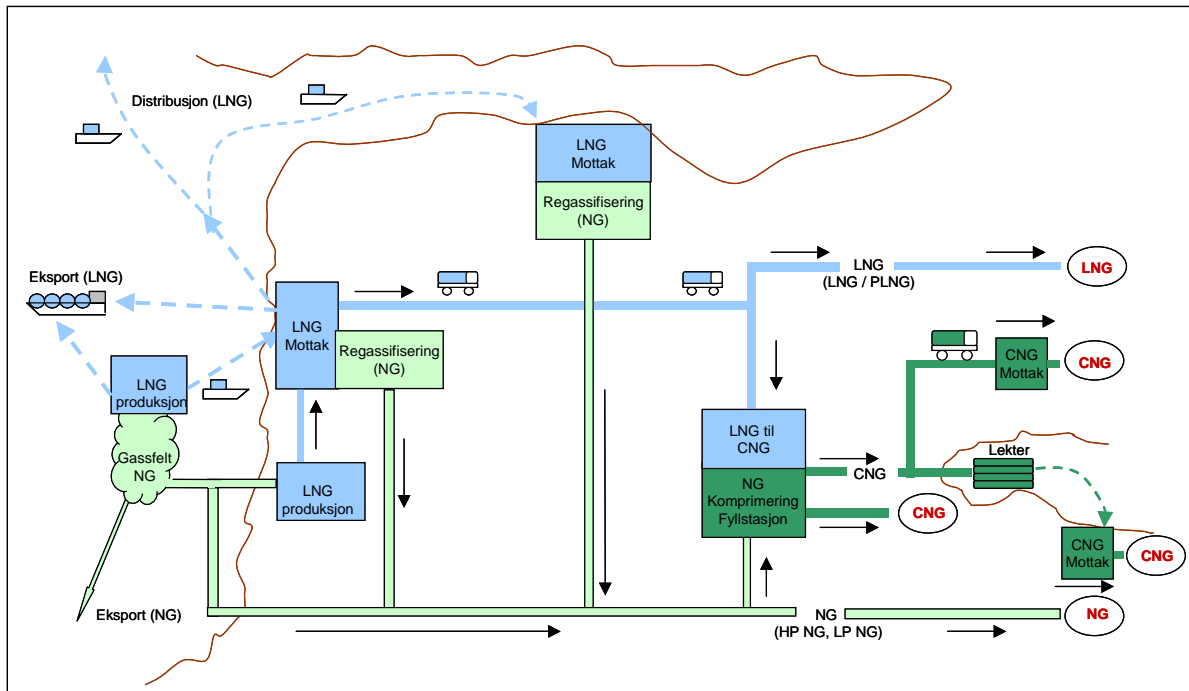 Distribusjon (LNG)
LNG
Mottak
Regassifisering
(NG)
Eksport (LNG)
LNG
(LNG / PLNG)
LNG
LNG
Mottak
Regassifisering
(NG)
CNG
Mottak
CNG
LNG
produksjon
Gassfelt
NG
LNG
produksjon
LNG til
CNG
NG
Komprimering
Fyllstasjon
CNG
Lekter
CNG
CNG
Mottak
CNG
Eksport (NG)
NG
(HP NG, LP NG)
NG